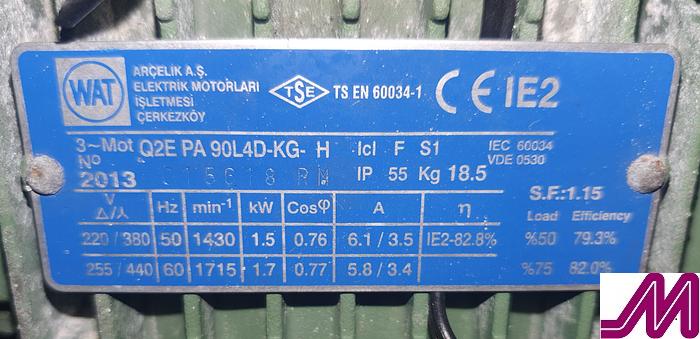 WAT
ARÇELİK A.Ş.
ELEKTRİK MOTORLARI
İŞLETMESİ
ÇERKEZKÖY
TSE TS EN 60034-1 CE IE2
3~Mot Q2E PA 90L4D-KG- H Icl F S1 IEC 60034
VDE 0530
No
2013 RM IP 55 Kg 18.5 S.F.:1.15
V
Δ/⅄ Hz min-1 kW Cosφ A η Load Efficiency
220 / 380 50 1430 1.5 0.76 6.1 / 3.5 IE2-82.8% %50 79.3%
255 / 440 60 1715 1.7 0.77 5.8 / 3.4 %75 82.0%
M